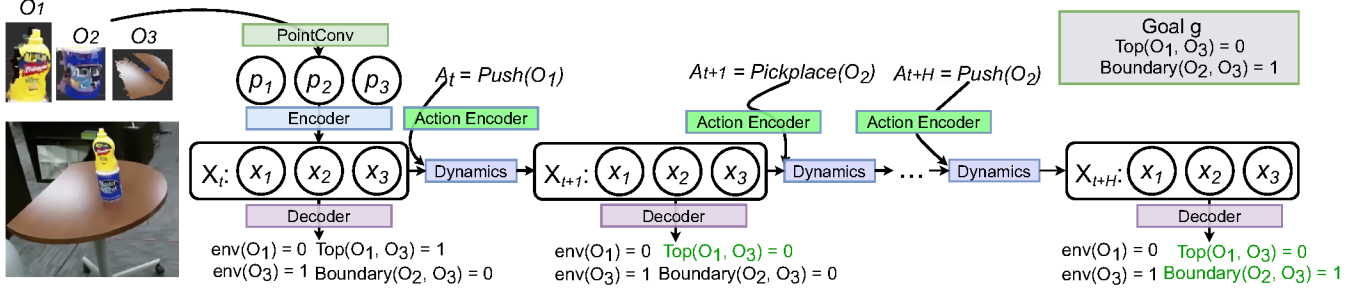 O1 O2 O3
PointConv
p1 p2 p3
Encoder
At = Push(O1)
Action Encoder
Xt: x1 x2 x3
Dynamics
Decoder
env(O1) = 0 Top(O1, O3) = 1
env(O3) = 1 Boundary(O2, O3) = 0
Xt+1: x1 x2 x3
Decoder
env(O1) = 0 Top(O1, O3) = 0
env(O3) = 1 Boundary(O2, O3) = 0
At+1 = Pickplace(O2)
Action Encoder
Dynamics
...
At+H = Push(O2)
Action Encoder
Dynamics
Goal g
Top(O1, O3) = 0
Boundary(O2, O3) = 1
Xt+H: x1 x2 x3
Decoder
env(O1) = 0 Top(O1, O3) = 0
env(O3) = 1 Boundary(O2, O3) = 1